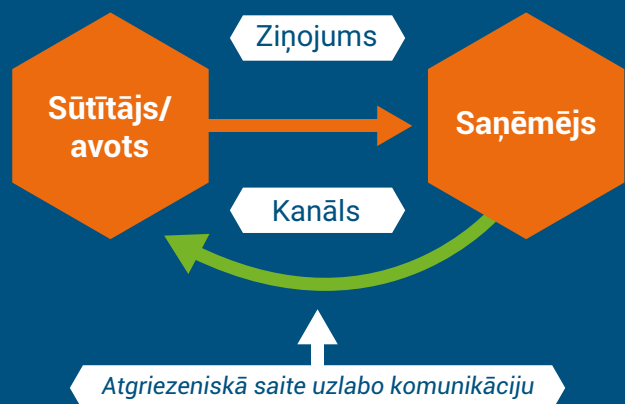 Ziņojums
Sūtītājs/
avots
Saņēmējs
Kanāls
Atgriezeniskā saite uzlabo komunikāciju